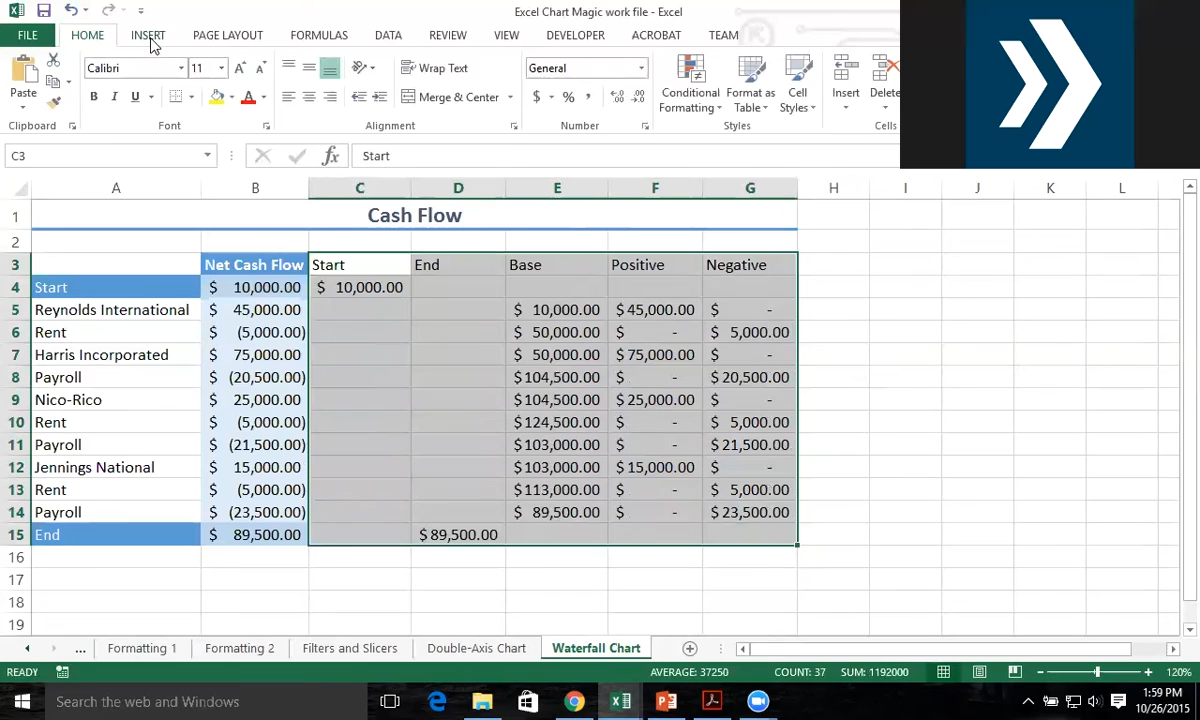 Excel Chart Magic work file - Excel
FILE HOME INSERT PAGE LAYOUT FORMULAS DATA REVIEW VIEW DEVELOPER ACROBAT TEAM
Calibri 11 Wrap Text General
Paste B I U Merge & Center $ % , Conditional Formatting Format as Table Cell Styles Insert Delete
Clipboard Font Alignment Number Styles Cells
C3 fx Start
A B C D E F G H I J K L
1 Cash Flow
2
3 Net Cash Flow Start End Base Positive Negative
4 Start $ 10,000.00 $ 10,000.00
5 Reynolds International $ 45,000.00 $ 10,000.00 $45,000.00 $ -
6 Rent $ (5,000.00) $ 50,000.00 $ - $ 5,000.00
7 Harris Incorporated $ 75,000.00 $ 50,000.00 $75,000.00 $ -
8 Payroll $ (20,500.00) $104,500.00 $ - $ 20,500.00
9 Nico-Rico $ 25,000.00 $104,500.00 $25,000.00 $ -
10 Rent $ (5,000.00) $124,500.00 $ - $ 5,000.00
11 Payroll $ (21,500.00) $103,000.00 $ - $21,500.00
12 Jennings National $ 15,000.00 $103,000.00 $15,000.00 $ -
13 Rent $ (5,000.00) $113,000.00 $ - $ 5,000.00
14 Payroll $ (23,500.00) $ 89,500.00 $ - $23,500.00
15 End $ 89,500.00 $89,500.00
16
17
18
19
... Formatting 1 Formatting 2 Filters and Slicers Double-Axis Chart Waterfall Chart
READY AVERAGE: 37250 COUNT: 37 SUM: 1192000 120%
Search the web and Windows 1:59 PM
10/26/2015